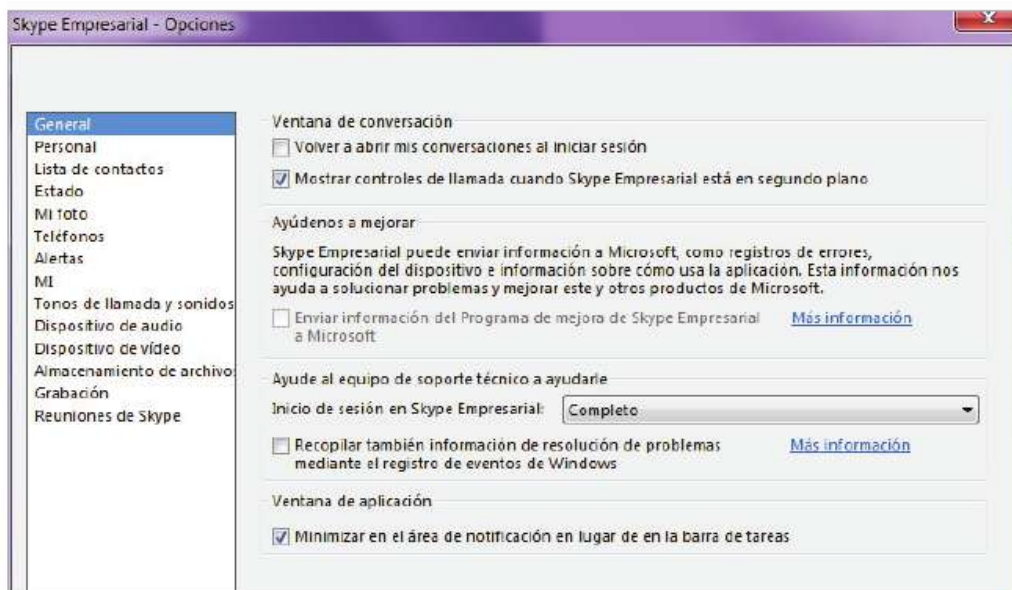 Skype Empresarial - Opciones
General
Personal
Lista de contactos
Estado
Mi foto
Teléfonos
Alertas
MI
Tonos de llamada y sonidos
Dispositivo de audio
Dispositivo de vídeo
Almacenamiento de archivo
Grabación
Reuniones de Skype
Ventana de conversación
Volver a abrir mis conversaciones al iniciar sesión
Mostrar controles de llamada cuando Skype Empresarial está en segundo plano
Ayúdenos a mejorar
Skype Empresarial puede enviar información a Microsoft, como registros de errores,
configuración del dispositivo e información sobre cómo usa la aplicación. Esta información nos
ayuda a solucionar problemas y mejorar este y otros productos de Microsoft.
Enviar información del Programa de mejora de Skype Empresarial
a Microsoft
Más información
Ayude al equipo de soporte técnico a ayudarle
Inicio de sesión en Skype Empresarial: Completo
Recopilar también información de resolución de problemas
mediante el registro de eventos de Windows
Más información
Ventana de aplicación
Minimizar en el área de notificación en lugar de en la barra de tareas